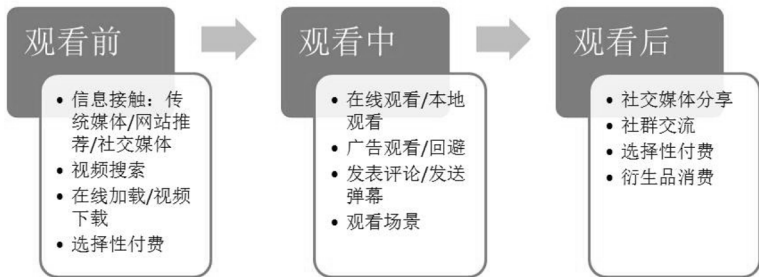 观看前
• 信息接触：传
统媒体/网站推
荐/社交媒体
• 视频搜索
• 在线加载/视频
下载
• 选择性付费
观看中
• 在线观看/本地
观看
• 广告观看/回避
• 发表评论/发送
弹幕
• 观看场景
观看后
• 社交媒体分享
• 社群交流
• 选择性付费
• 衍生品消费